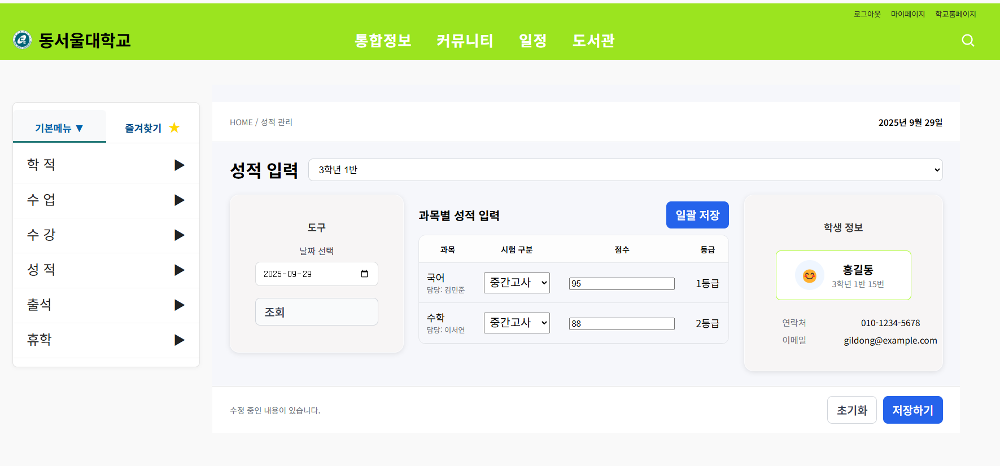 로그아웃 마이페이지 학교홈페이지
동서울대학교 통합정보 커뮤니티 일정 도서관
기본메뉴 ▼ 즐겨찾기 ★
학 적 ▶
수 업 ▶
수 강 ▶
성 적 ▶
출석 ▶
휴학 ▶
HOME / 성적 관리 2025년 9월 29일
성적 입력 3학년 1반
도구
날짜 선택
2025-09-29
조회
과목별 성적 입력 일괄 저장
과목 시험 구분 점수 등급
국어 중간고사 95 1등급
담당: 김민준
수학 중간고사 88 2등급
담당: 이서연
학생 정보
홍길동
3학년 1반 15번
연락처 010-1234-5678
이메일 gildong@example.com
수정 중인 내용이 있습니다. 초기화 저장하기